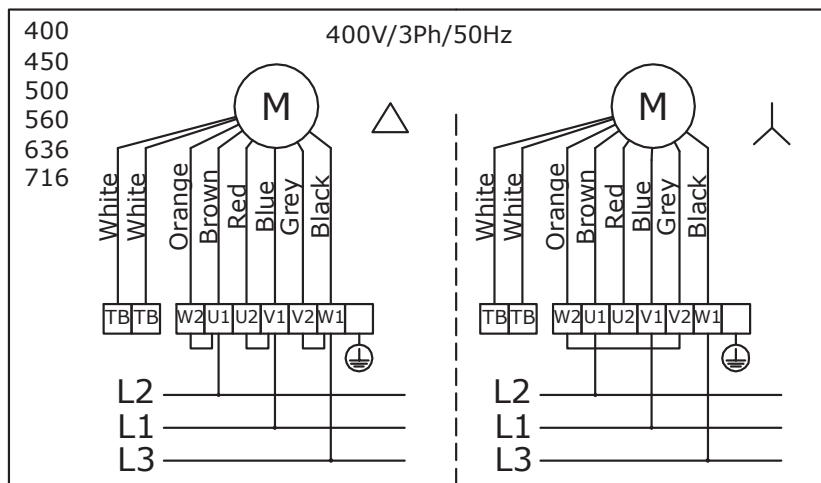 400
450
500
560
636
716
400V/3Ph/50Hz
M
White
White
Orange
Brown
Red
Blue
Grey
Black
TB TB W2 U1 U2 V1 V2 W1
L2
L1
L3
M
White
White
Orange
Brown
Red
Blue
Grey
Black
TB TB W2 U1 U2 V1 V2 W1
L2
L1
L3